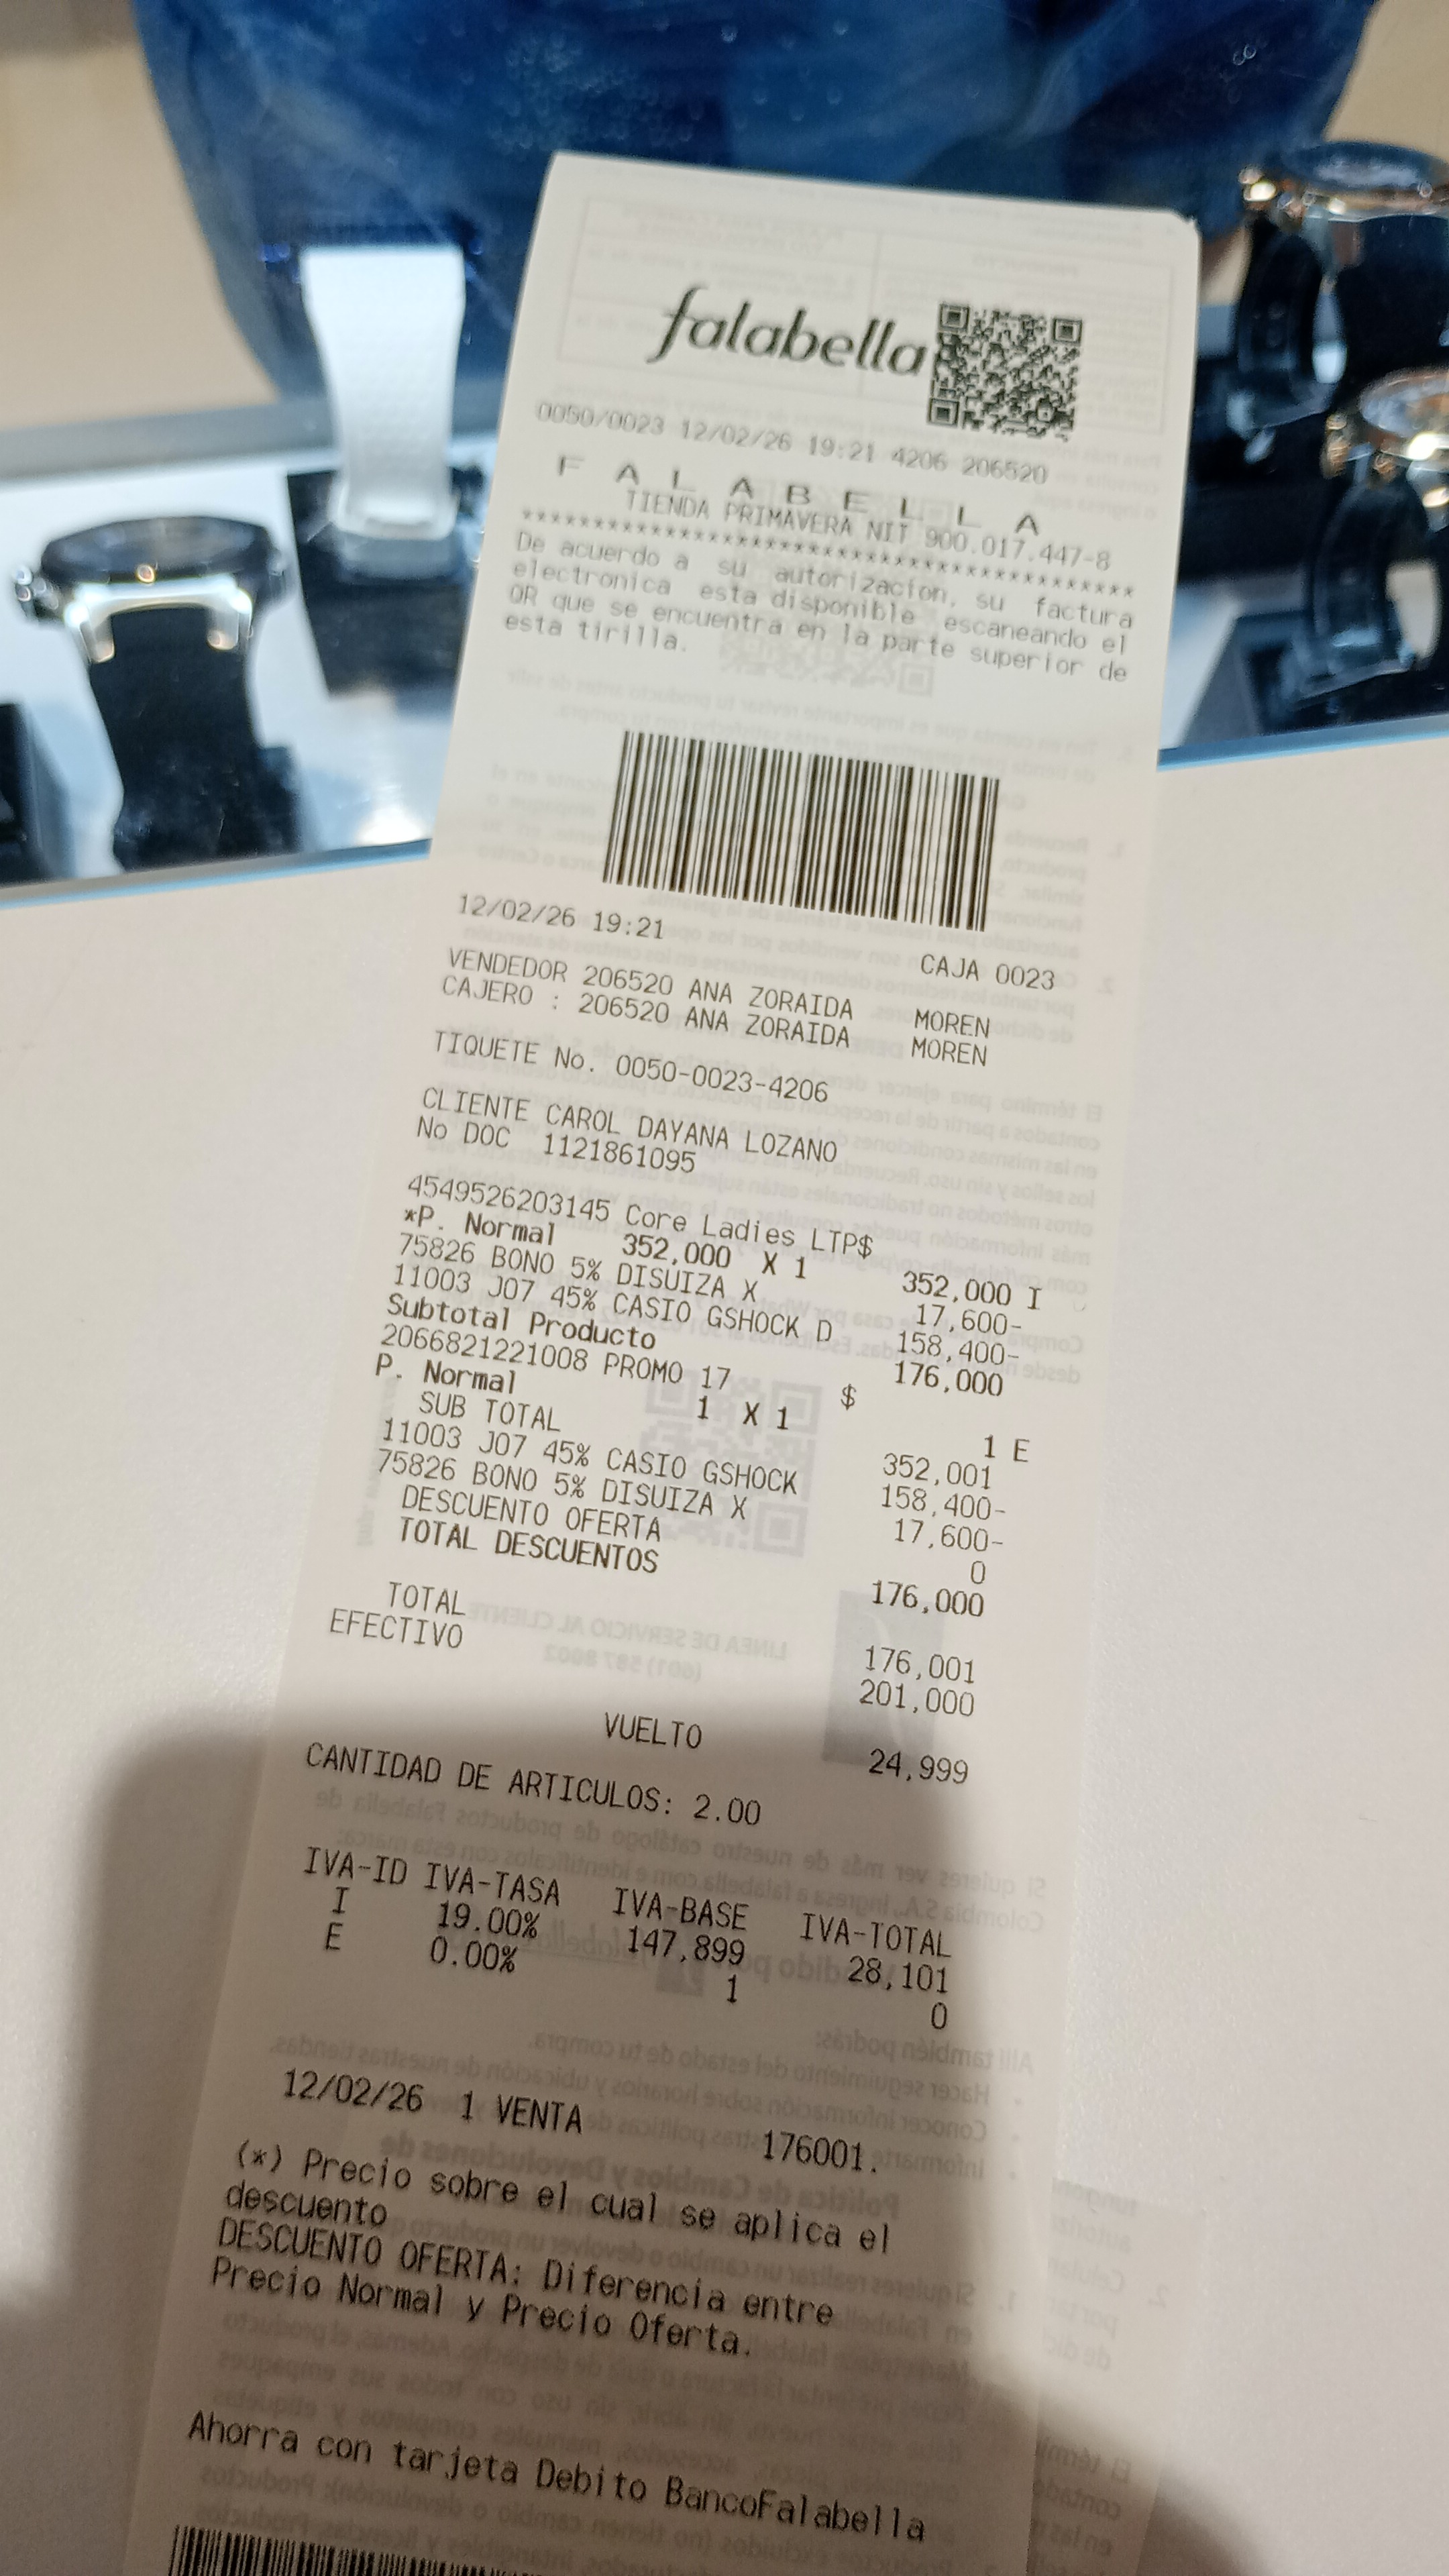 falabella
0050/0023 12/02/26 19:21 4206 206520
F A L A B E L L A
TIENDA PRIMAVERA NIT 900.017.447-8
************************************
De acuerdo a su autorizacion, su factura
electronica esta disponible escaneando el
QR que se encuentra en la parte superior de
esta tirilla.
12/02/26 19:21 CAJA 0023
VENDEDOR 206520 ANA ZORAIDA MOREN
CAJERO : 206520 ANA ZORAIDA MOREN
TIQUETE No. 0050-0023-4206
CLIENTE CAROL DAYANA LOZANO
No DOC 1121861095
4549526203145 Core Ladies LTP$
*P. Normal 352,000 X 1 352,000 I
75826 BONO 5% DISUIZA X 17,600-
11003 J07 45% CASIO GSHOCK D 158,400-
Subtotal Producto 176,000
2066821221008 PROMO 17 $
P. Normal 1 X 1 1 E
SUB TOTAL 352,001
11003 J07 45% CASIO GSHOCK 158,400-
75826 BONO 5% DISUIZA X 17,600-
DESCUENTO OFERTA 0
TOTAL DESCUENTOS 176,000
TOTAL 176,001
EFECTIVO 201,000
VUELTO 24,999
CANTIDAD DE ARTICULOS: 2.00
IVA-ID IVA-TASA IVA-BASE IVA-TOTAL
I 19.00% 147,899 28,101
E 0.00% 1 0
12/02/26 1 VENTA 176001.
(*) Precio sobre el cual se aplica el
descuento
DESCUENTO OFERTA: Diferencia entre
Precio Normal y Precio Oferta.
Ahorra con tarjeta Debito BancoFalabella